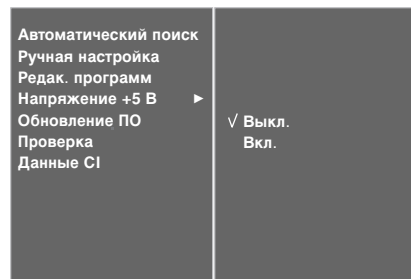 Автоматический поиск
Ручная настройка
Редак. программ
Напряжение +5 В ►
Обновление ПО
Проверка
Данные CI
√ Выкл.
Вкл.